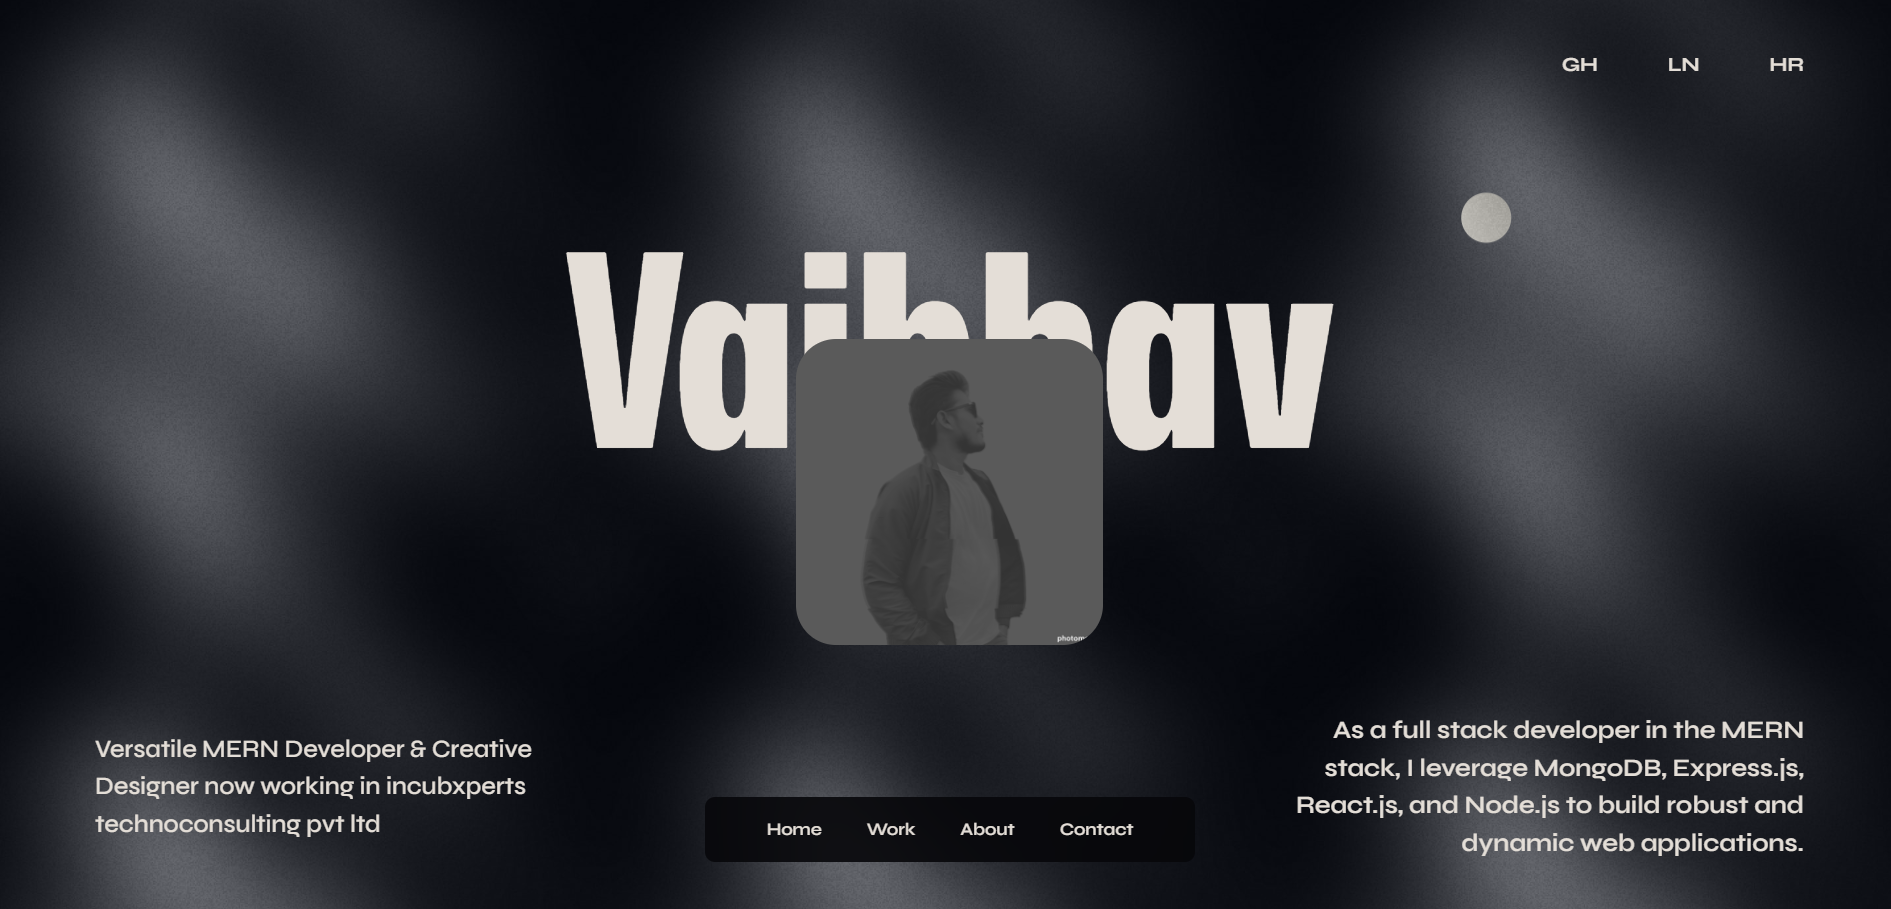 GH LN HR
Vaibhav
Versatile MERN Developer & Creative
Designer now working in incubxperts
technoconsulting pvt ltd
As a full stack developer in the MERN
stack, I leverage MongoDB, Express.js,
React.js, and Node.js to build robust and
dynamic web applications.
Home Work About Contact